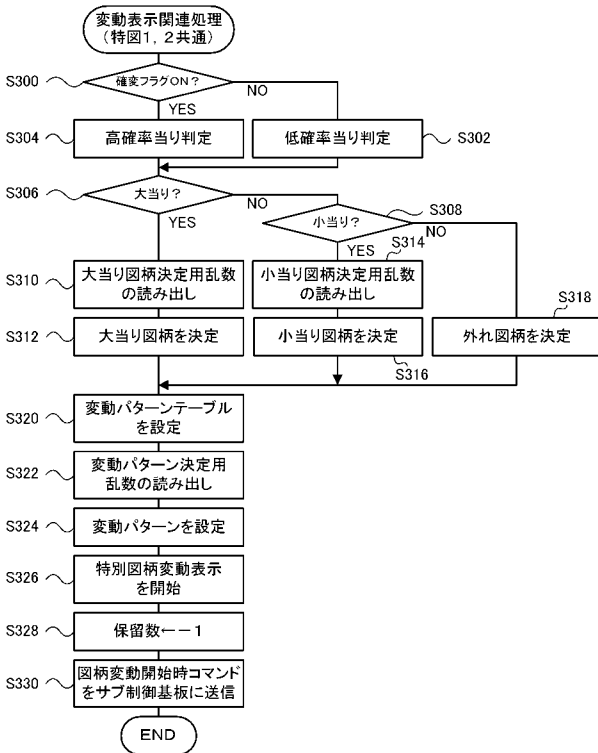 変動表示関連処理
(特図1, 2共通)
S300
確変フラグON?
NO
YES
S304
高確率当り判定
低確率当り判定
S302
S306
大当り?
NO
YES
小当り?
S308
NO
YES
S314
S310
大当り図柄決定用乱数
の読み出し
小当り図柄決定用乱数
の読み出し
S318
S312
大当り図柄を決定
小当り図柄を決定
外れ図柄を決定
S316
S320
変動パターンテーブル
を設定
S322
変動パターン決定用
乱数の読み出し
S324
変動パターンを設定
S326
特別図柄変動表示
を開始
S328
保留数←-1
S330
図柄変動開始時コマンド
をサブ制御基板に送信
END